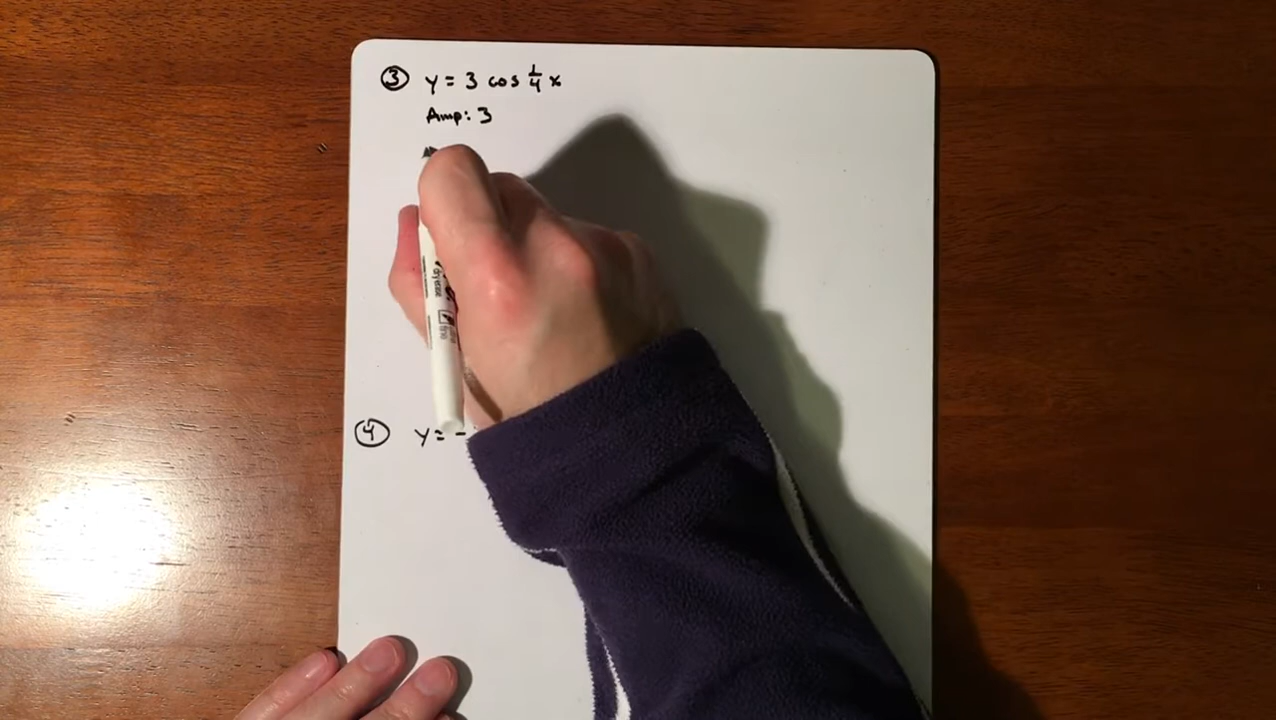 ③ y = 3 cos 1/4 x
Amp: 3
④ y = -